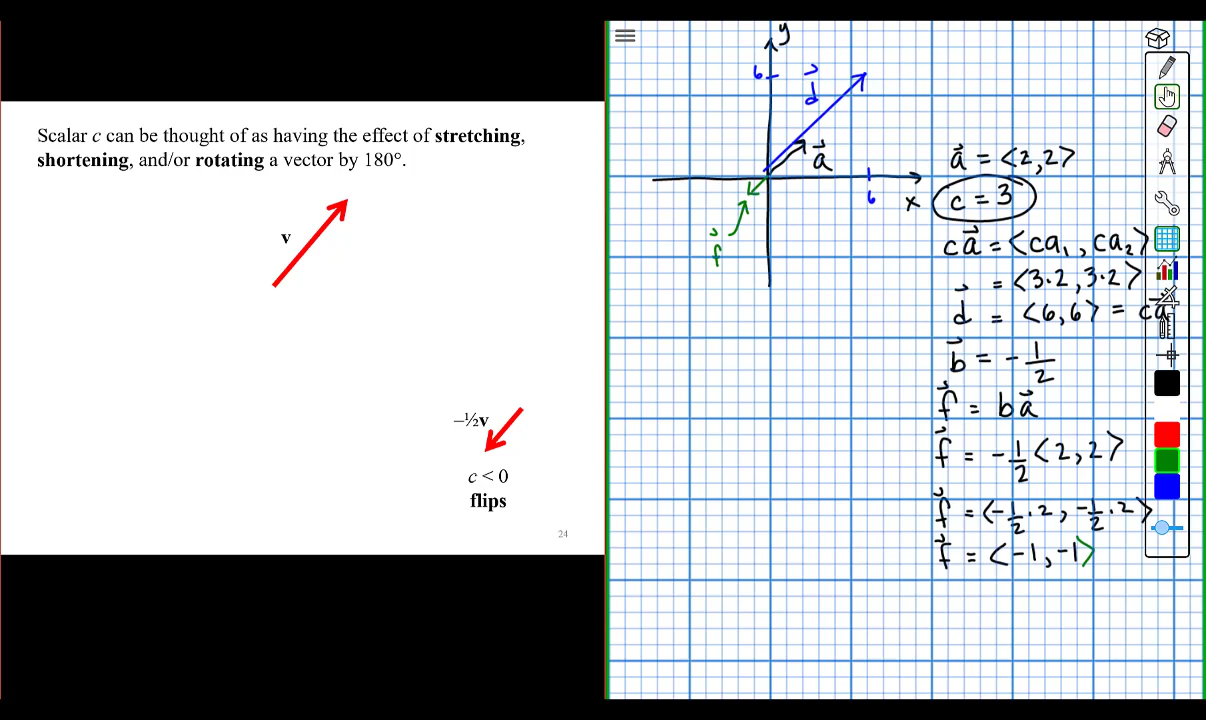 Scalar c can be thought of as having the effect of stretching,
shortening, and/or rotating a vector by 180°.
v
–½v
c < 0
flips
24
y
6
d⃗
a⃗
x
6
f⃗
a⃗ = <2,2>
c = 3
ca⃗ = <ca₁, ca₂>
= <3·2, 3·2>
d⃗ = <6,6> = ca⃗
b⃗ = -1/2
f⃗ = ba⃗
f⃗ = -1/2 <2,2>
f⃗ = <-1/2·2, -1/2·2>
f⃗ = <-1,-1>